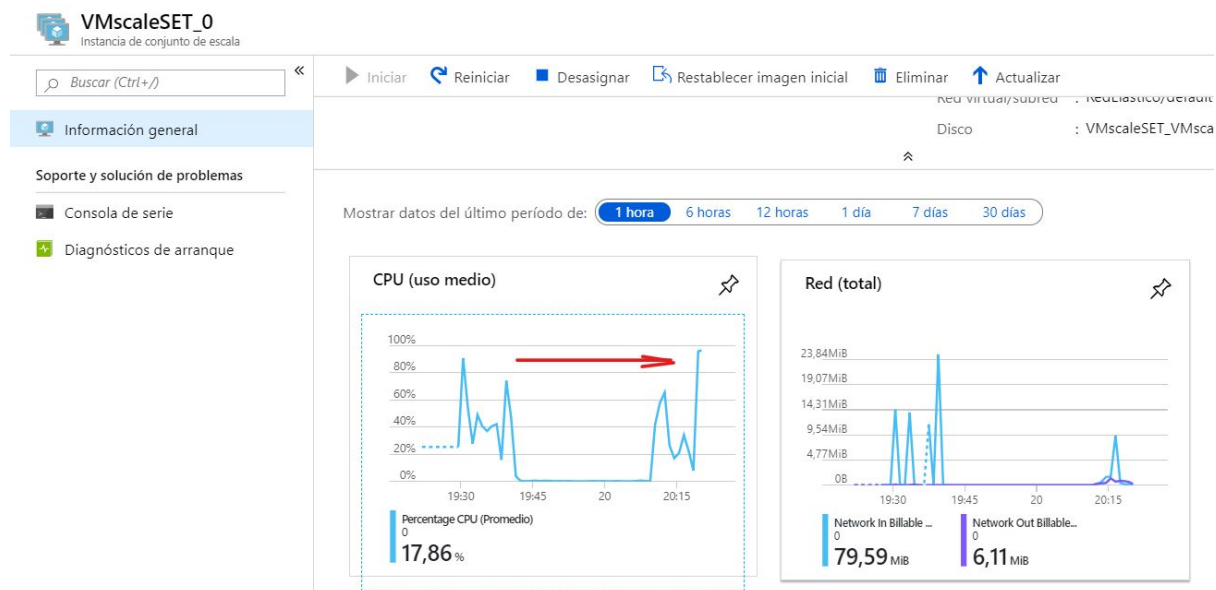 VMscaleSET_0
Instancia de conjunto de escala
Buscar (Ctrl+/)
«
Iniciar Reiniciar Desasignar Restablecer imagen inicial Eliminar Actualizar
Información general
Red virtual/subred : RedElastico/default
Disco : VMscaleSET_VMsca
Soporte y solución de problemas
Consola de serie
Diagnósticos de arranque
Mostrar datos del último período de: 1 hora 6 horas 12 horas 1 día 7 días 30 días
CPU (uso medio)
100%
80%
60%
40%
20%
0%
19:30 19:45 20 20:15
Percentage CPU (Promedio)
0
17,86 %
Red (total)
23,84MiB
19,07MiB
14,31MiB
9,54MiB
4,77MiB
0B
19:30 19:45 20 20:15
Network In Billable ...
0
79,59 MiB
Network Out Billable...
0
6,11 MiB